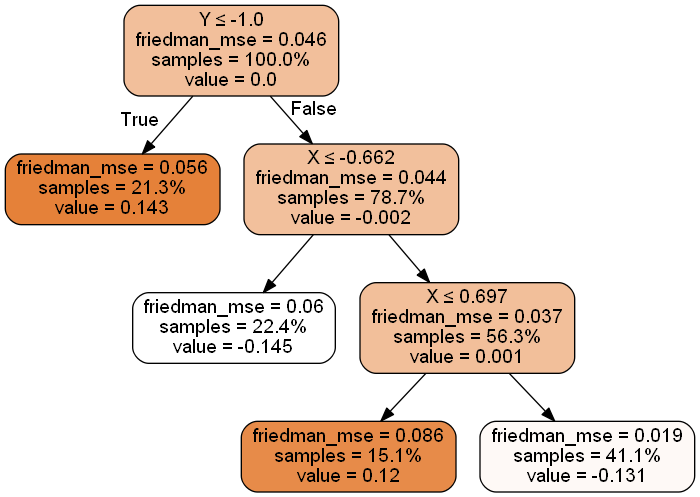 Y ≤ -1.0
friedman_mse = 0.046
samples = 100.0%
value = 0.0
True
False
friedman_mse = 0.056
samples = 21.3%
value = 0.143
X ≤ -0.662
friedman_mse = 0.044
samples = 78.7%
value = -0.002
friedman_mse = 0.06
samples = 22.4%
value = -0.145
X ≤ 0.697
friedman_mse = 0.037
samples = 56.3%
value = 0.001
friedman_mse = 0.086
samples = 15.1%
value = 0.12
friedman_mse = 0.019
samples = 41.1%
value = -0.131